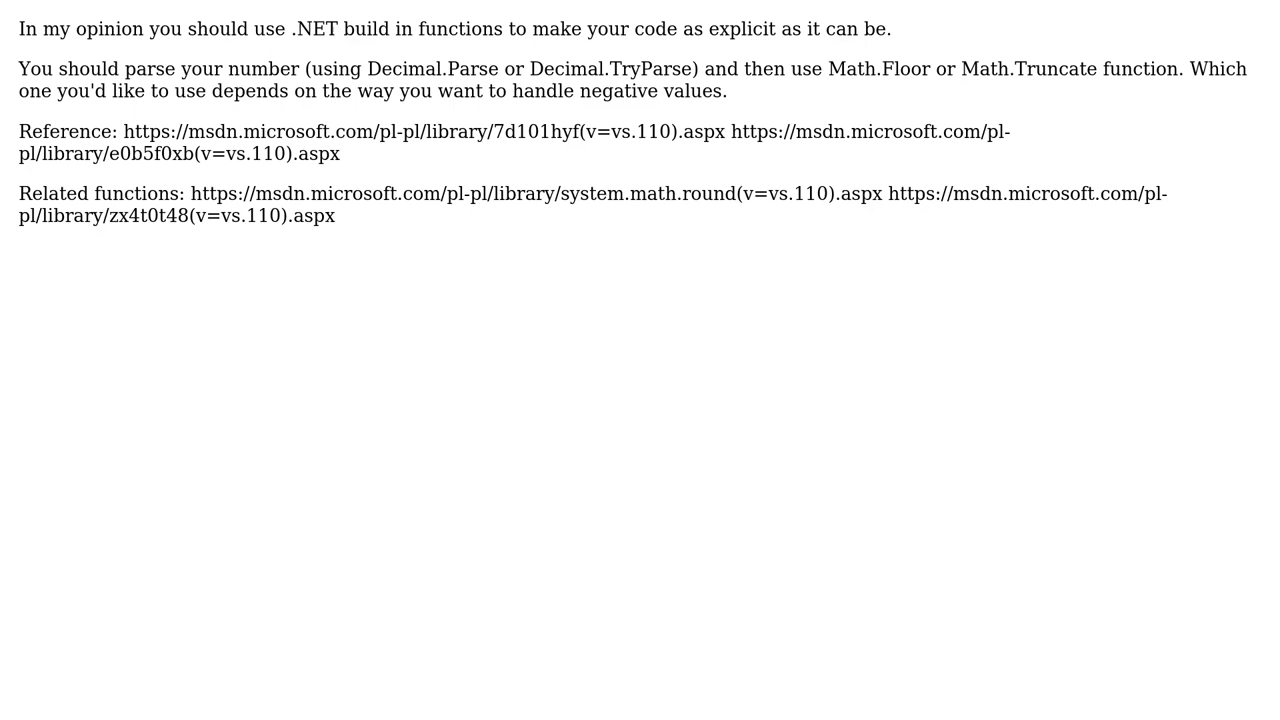 In my opinion you should use .NET build in functions to make your code as explicit as it can be.
You should parse your number (using Decimal.Parse or Decimal.TryParse) and then use Math.Floor or Math.Truncate function. Which
one you'd like to use depends on the way you want to handle negative values.
Reference: https://msdn.microsoft.com/pl-pl/library/7d101hyf(v=vs.110).aspx https://msdn.microsoft.com/pl-
pl/library/e0b5f0xb(v=vs.110).aspx
Related functions: https://msdn.microsoft.com/pl-pl/library/system.math.round(v=vs.110).aspx https://msdn.microsoft.com/pl-
pl/library/zx4t0t48(v=vs.110).aspx